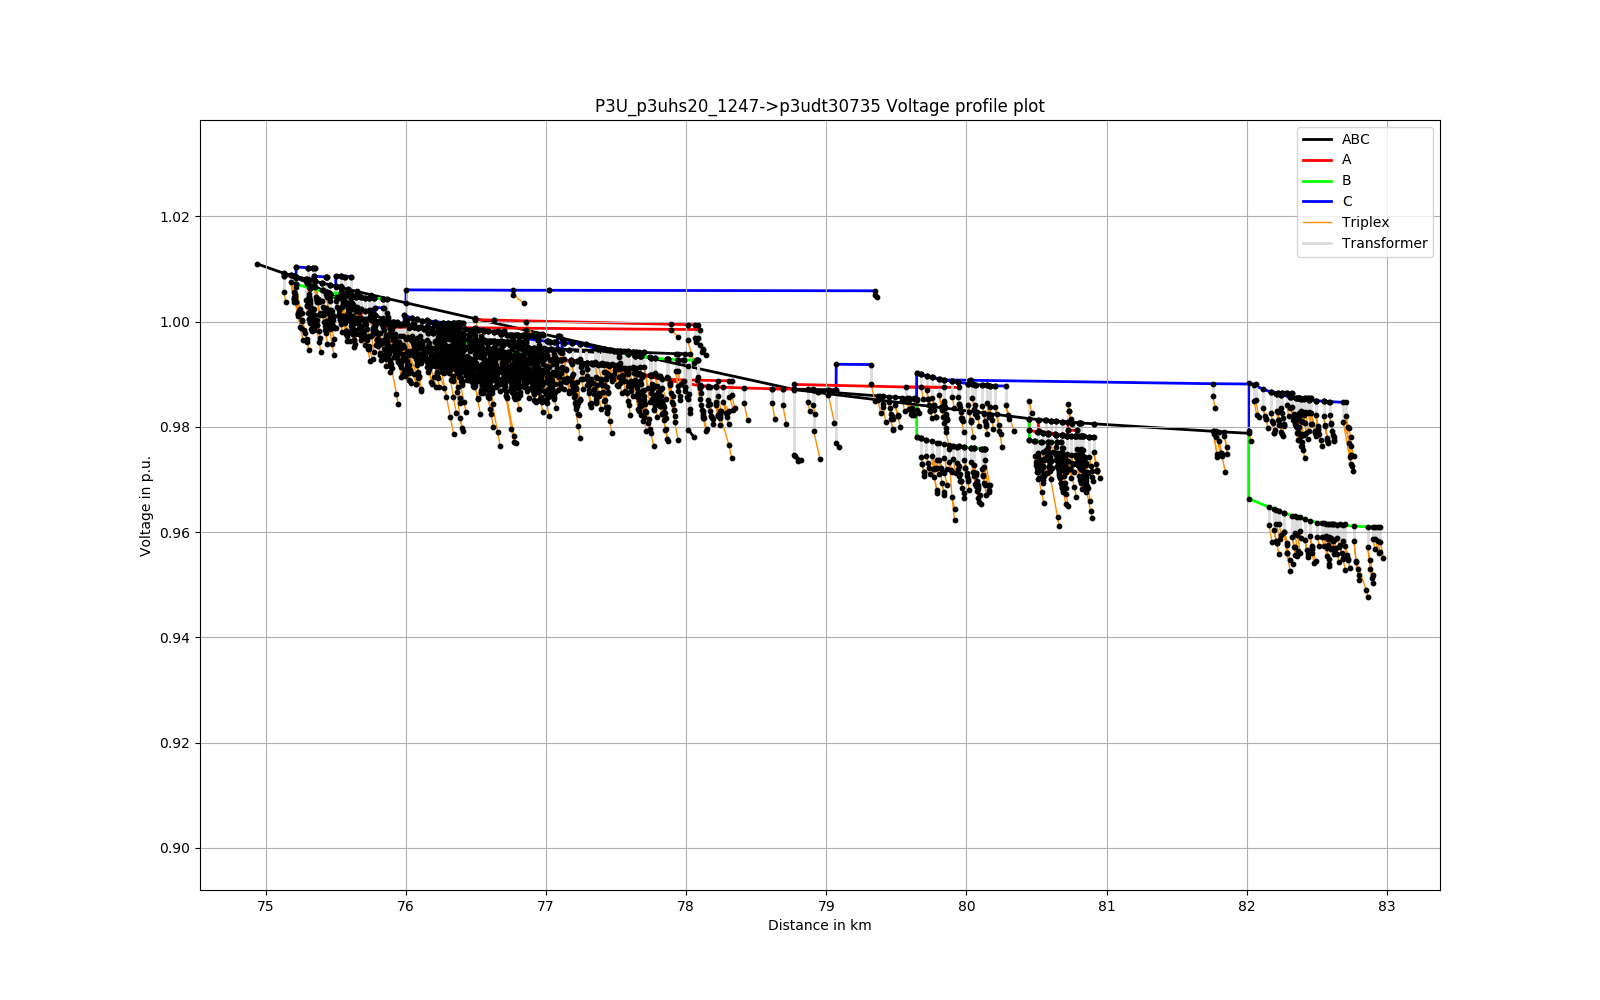 P3U_p3uhs20_1247->p3udt30735 Voltage profile plot
ABC
A
B
C
Triplex
Transformer
1.02
1.00
0.98
0.96
0.94
0.92
0.90
Voltage in p.u.
75 76 77 78 79 80 81 82 83
Distance in km